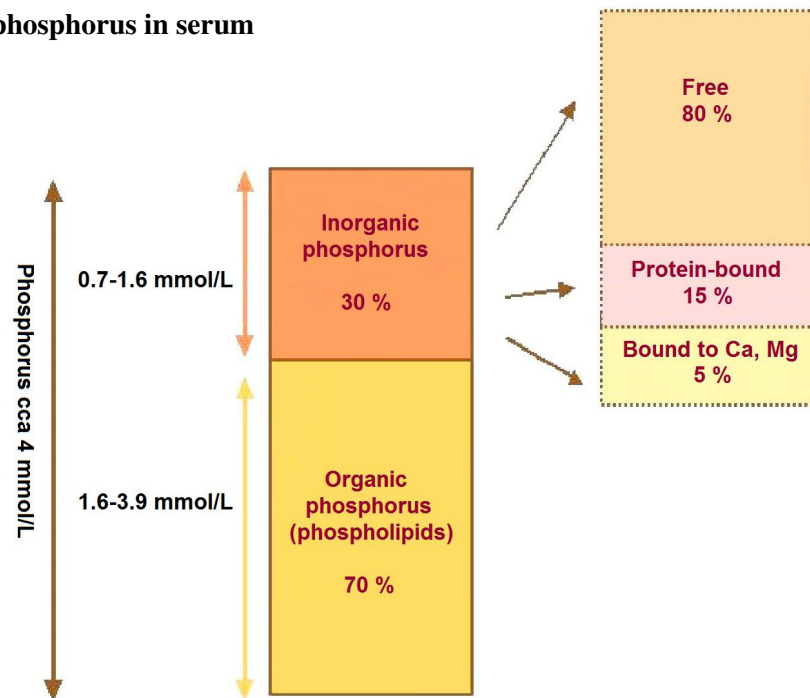 phosphorus in serum
Free
80 %
Inorganic
phosphorus
30 %
Protein-bound
15 %
Bound to Ca, Mg
5 %
0.7-1.6 mmol/L
Phosphorus cca 4 mmol/L
1.6-3.9 mmol/L
Organic
phosphorus
(phospholipids)
70 %